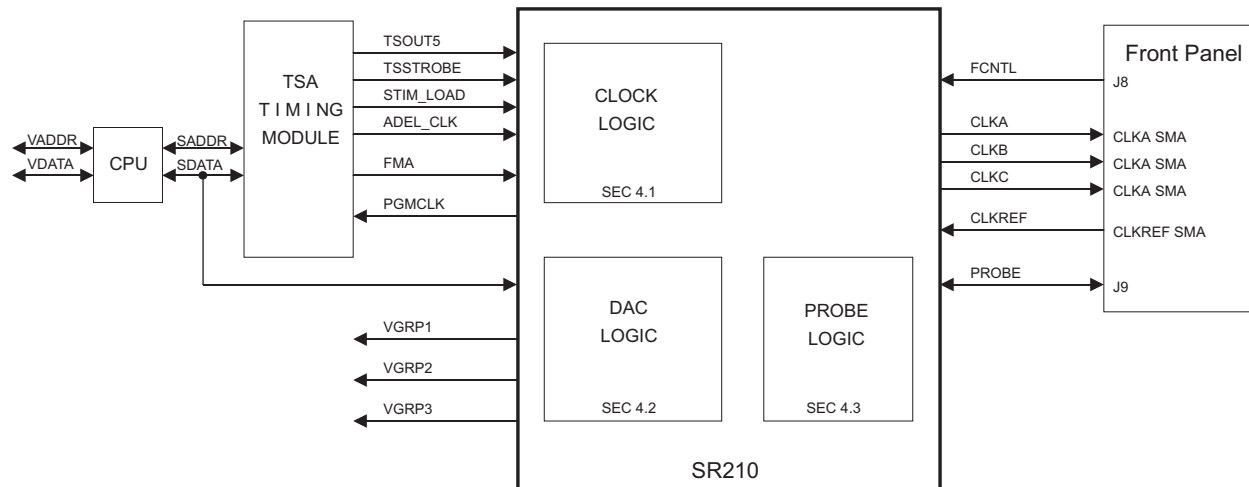 VADDR
VDATA
CPU
SADDR
SDATA
TSA
T I M I NG
MODULE
TSOUT5
TSSTROBE
STIM_LOAD
ADEL_CLK
FMA
PGMCLK
VGRP1
VGRP2
VGRP3
CLOCK
LOGIC
SEC 4.1
DAC
LOGIC
SEC 4.2
PROBE
LOGIC
SEC 4.3
SR210
FCNTL
CLKA
CLKB
CLKC
CLKREF
PROBE
Front Panel
J8
CLKA SMA
CLKA SMA
CLKA SMA
CLKREF SMA
J9